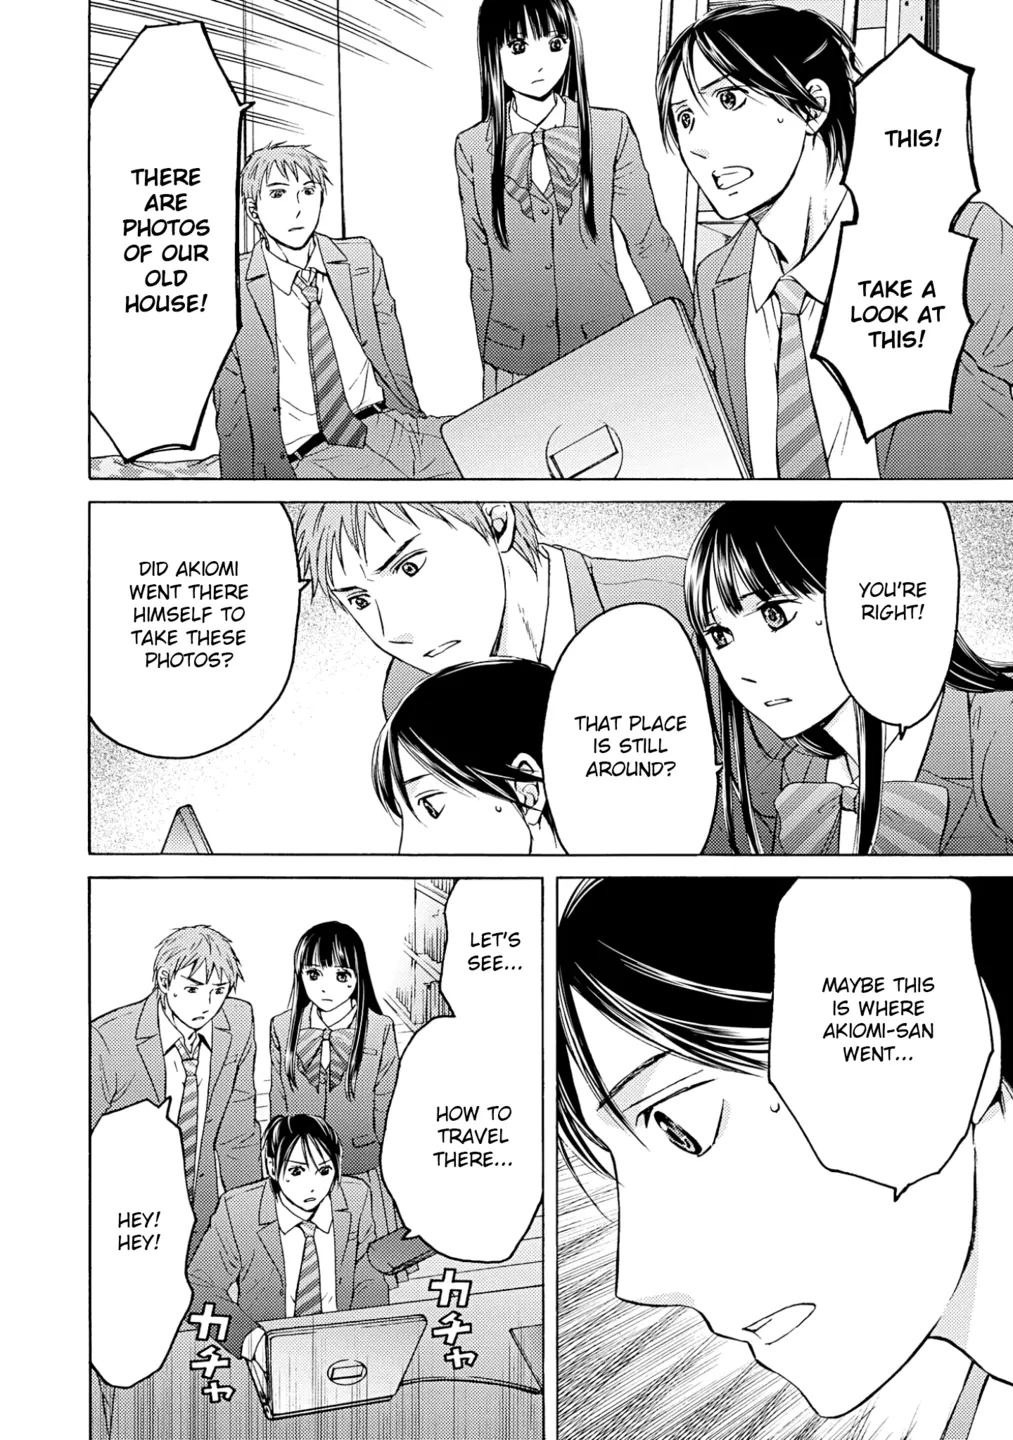 THIS!
TAKE A
LOOK AT
THIS!
THERE
ARE
PHOTOS
OF OUR
OLD
HOUSE!
YOU'RE
RIGHT!
THAT PLACE
IS STILL
AROUND?
DID AKIOMI
WENT THERE
HIMSELF TO
TAKE THESE
PHOTOS?
MAYBE THIS
IS WHERE
AKIOMI-SAN
WENT...
LET'S
SEE...
HOW TO
TRAVEL
THERE...
カチャ
カチャ
HEY!
HEY!